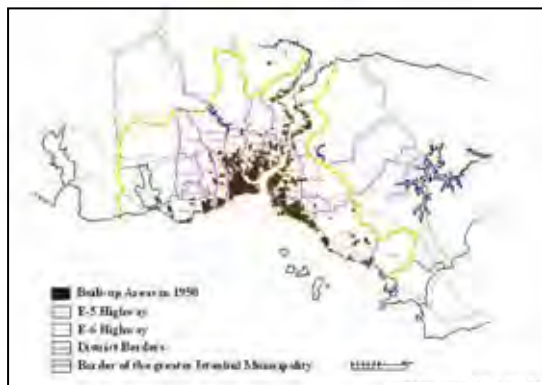 Built-up Areas in 1950
E-5 Highway
E-6 Highway
District Borders
Border of the greater Istanbul Municipality